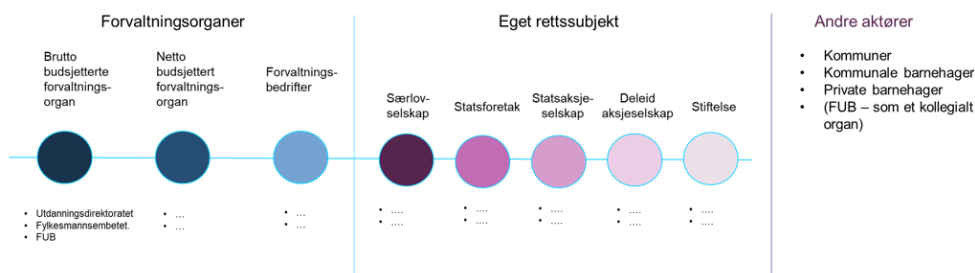 Forvaltningsorganer
Brutto
budsjetterte
forvaltnings-
organ
Netto
budsjettert
forvaltnings-
organ
Forvaltnings-
bedrifter
• Utdanningsdirektoratet
• Fylkesmannsembetet.
• FUB
• ...
• ...
• ...
• ...
Eget rettssubjekt
Særlov-
selskap
Statsforetak
Statsaksje-
selskap
Deleid
aksjeselskap
Stiftelse
• ....
• ....
• ....
• ....
• ....
• ....
• ....
• ....
• ....
• ....
Andre aktører
• Kommuner
• Kommunale barnehager
• Private barnehager
• (FUB – som et kollegialt
organ)